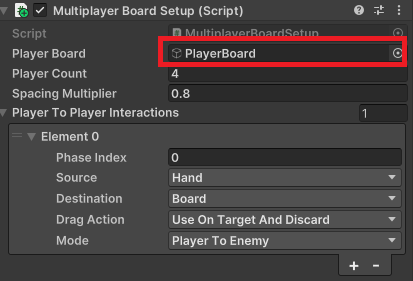 Multiplayer Board Setup (Script)
Script MultiplayerBoardSetup
Player Board PlayerBoard
Player Count 4
Spacing Multiplier 0.8
Player To Player Interactions 1
Element 0
Phase Index 0
Source Hand
Destination Board
Drag Action Use On Target And Discard
Mode Player To Enemy
+ -